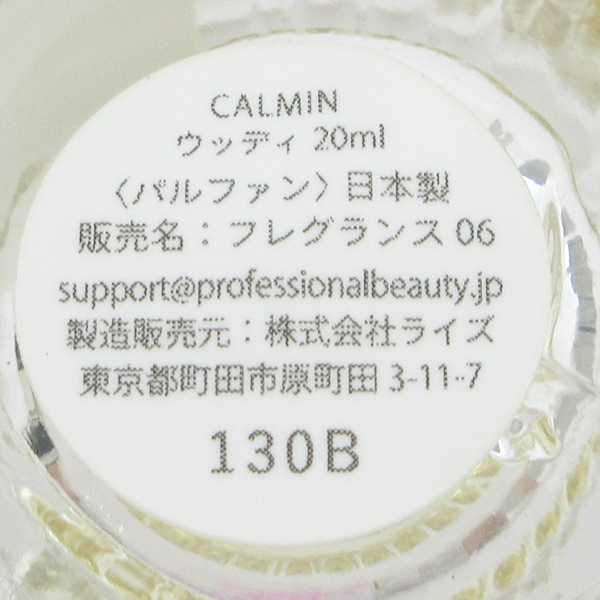 CALMIN
ウッディ 20ml
〈パルファン〉日本製
販売名：フレグランス 06
support@professionalbeauty.jp
製造販売元：株式会社ライズ
東京都町田市原町田 3-11-7
130B